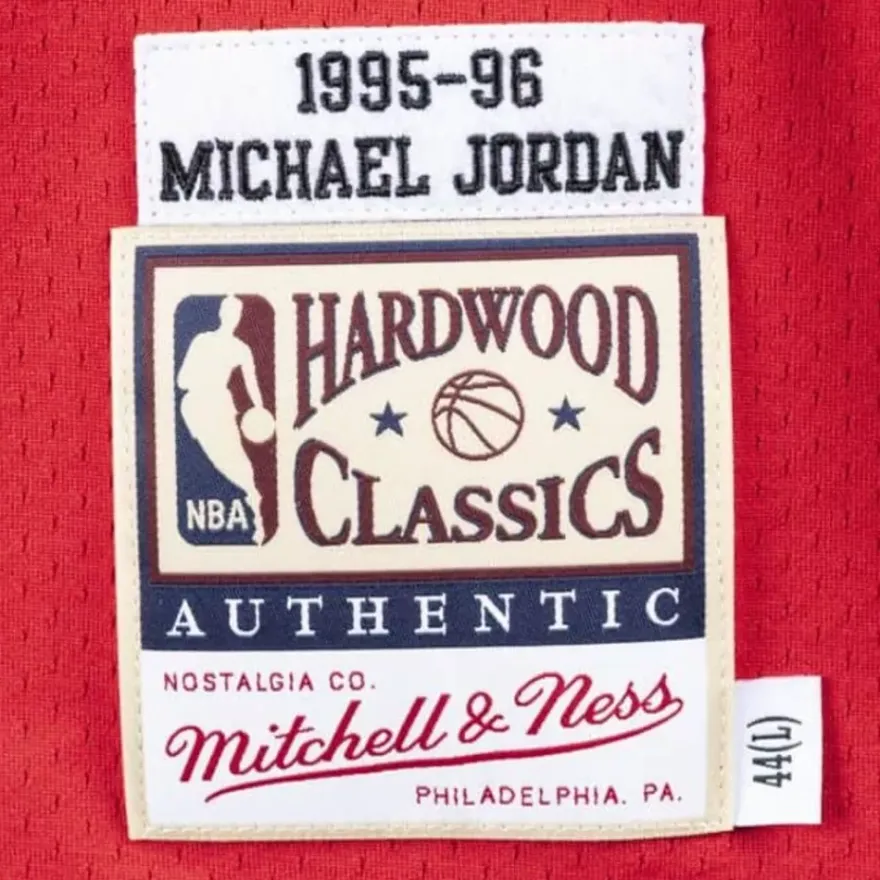 1995-96
MICHAEL JORDAN
HARDWOOD
CLASSICS
NBA
AUTHENTIC
NOSTALGIA CO.
Mitchell & Ness
PHILADELPHIA. PA.
44(L)